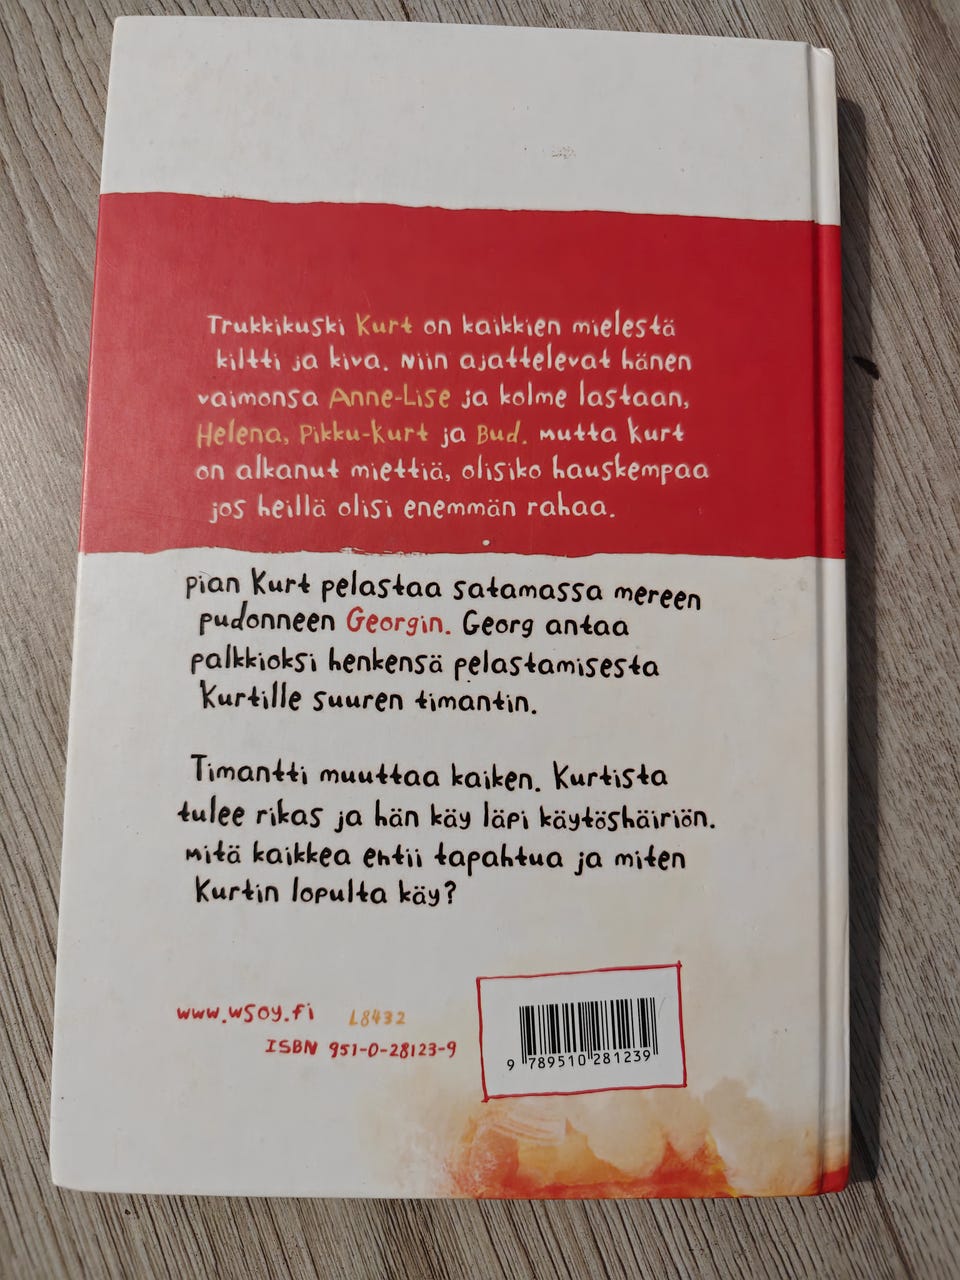 Trukkikuski Kurt on kaikkien mielestä
kiltti ja kiva. Niin ajattelevat hänen
vaimonsa Anne-Lise ja kolme lastaan,
Helena, Pikku-Kurt ja Bud. Mutta Kurt
on alkanut miettiä, olisiko hauskempaa
jos heillä olisi enemmän rahaa.
Pian Kurt pelastaa satamassa mereen
pudonneen Georgin. Georg antaa
palkkioksi henkensä pelastamisesta
Kurtille suuren timantin.
Timantti muuttaa kaiken. Kurtista
tulee rikas ja hän käy läpi käytöshäiriön.
Mitä kaikkea ehtii tapahtua ja miten
Kurtin lopulta käy?
www.wsoy.fi L8432
ISBN 951-0-28123-9
9 789510 281239